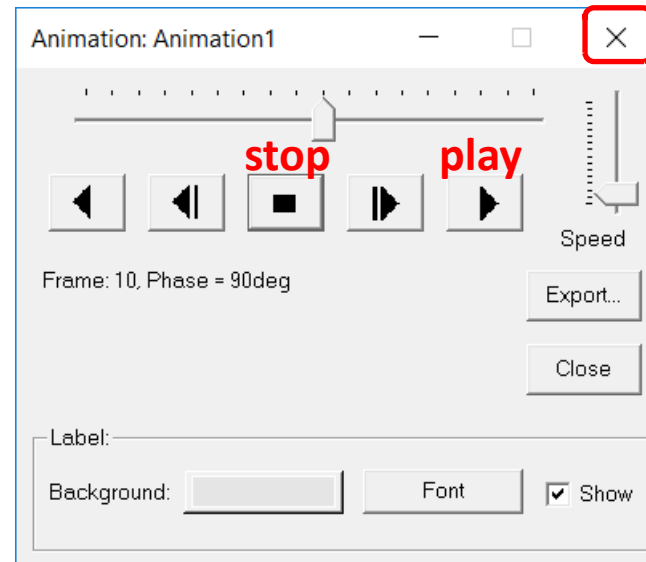 Animation: Animation1
stop play
Speed
Frame: 10, Phase = 90deg
Export...
Close
Label:
Background: Font Show